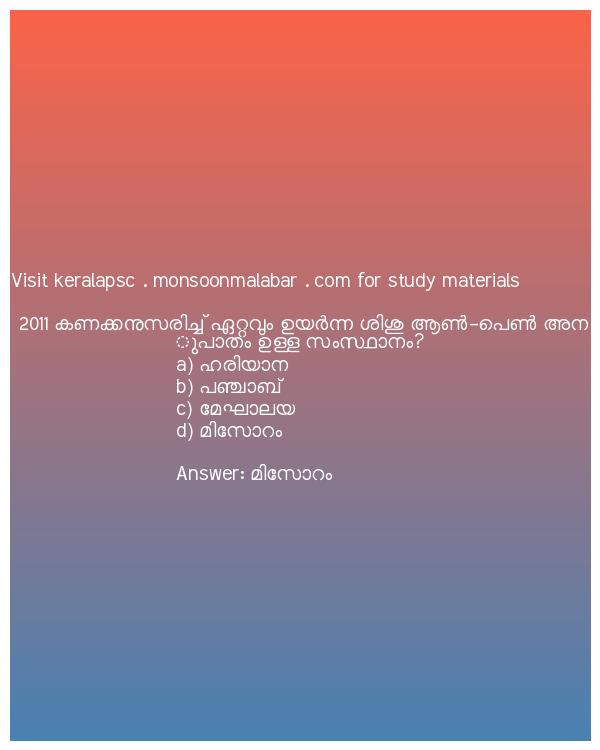 Visit keralapsc . monsoonmalabar . com for study materials
2011 കണക്കനുസരിച്ച് ഏറ്റവും ഉയർന്ന ശിശു ആൺ-പെൺ അന
ുപാതം ഉള്ള സംസ്ഥാനം?
a) ഹരിയാന
b) പഞ്ചാബ്
c) മേഘാലയ
d) മിസോറം
Answer: മിസോറം